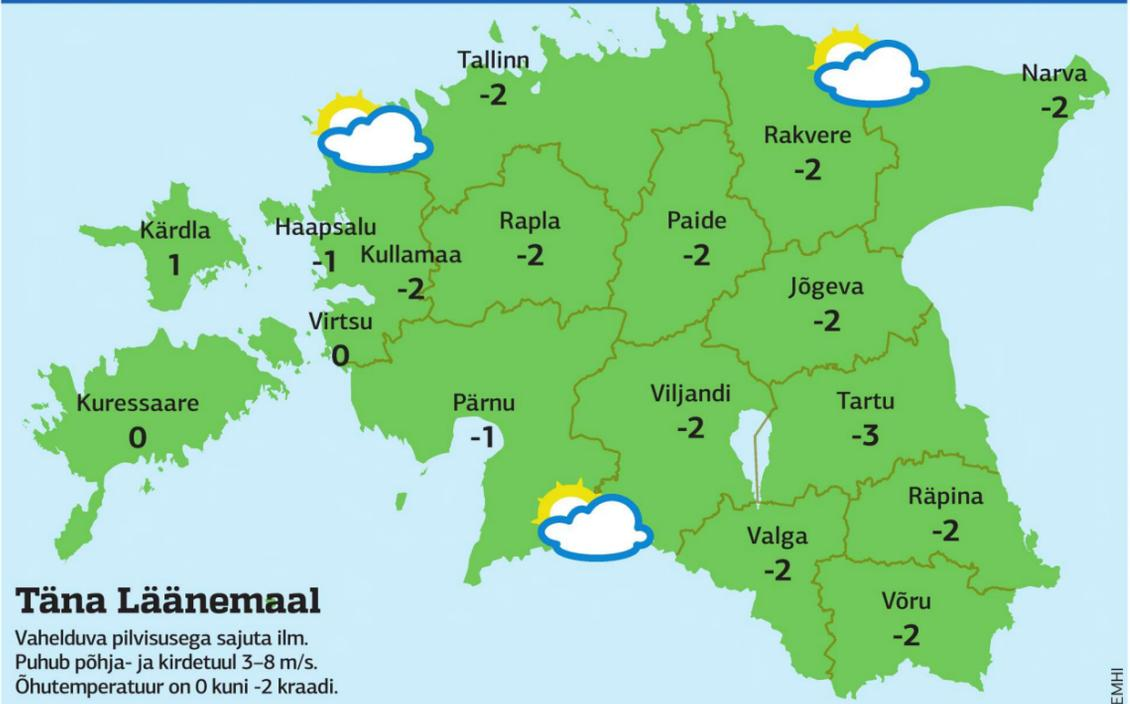 Tallinn
-2
Narva
-2
Rakvere
-2
Kärdla
1
Haapsalu
-1
Kullamaa
-2
Rapla
-2
Paide
-2
Jõgeva
-2
Virtsu
0
Kuressaare
0
Pärnu
-1
Viljandi
-2
Tartu
-3
Räpina
-2
Valga
-2
Võru
-2
Täna Läänemaal
Vahelduva pilvisusega sajuta ilm.
Puhub põhja- ja kirdetuul 3–8 m/s.
Õhutemperatuur on 0 kuni -2 kraadi.
EMHI